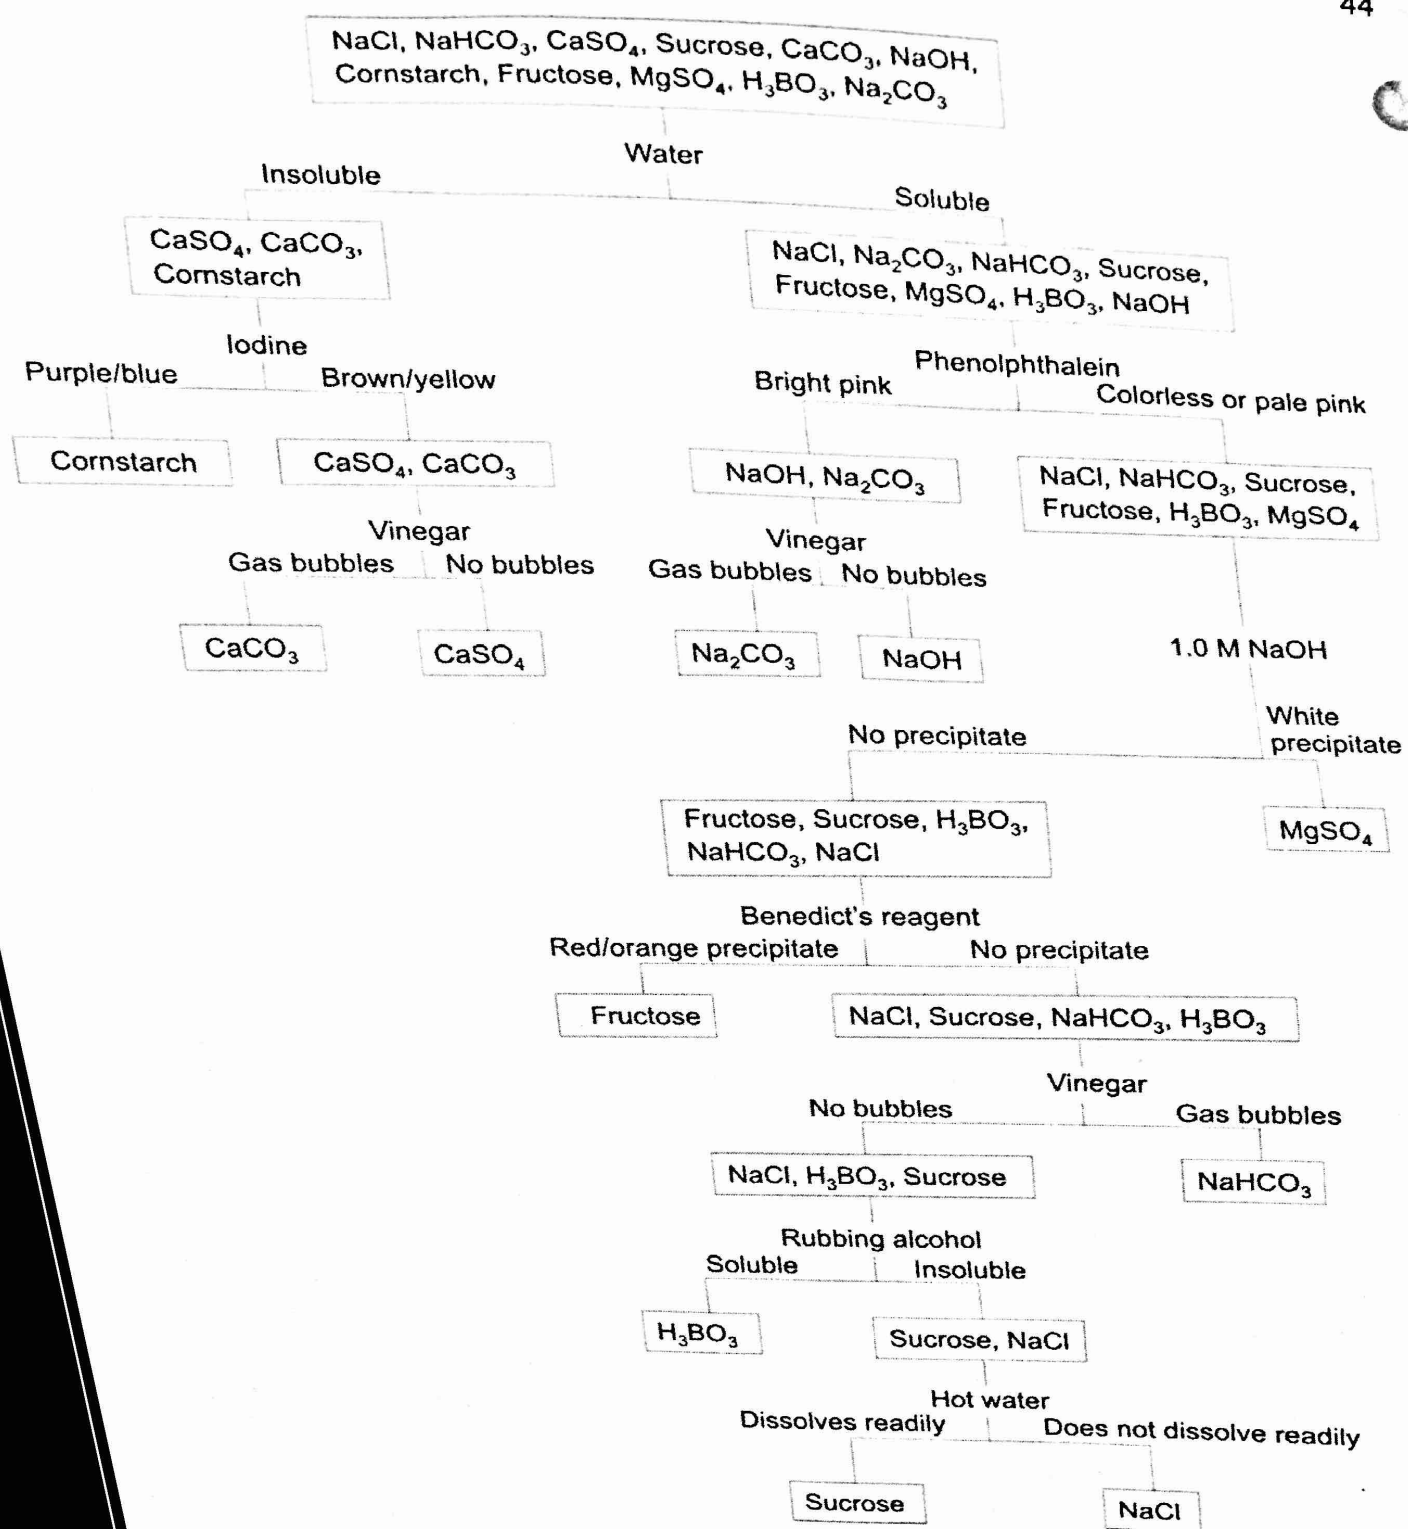 44
NaCl, NaHCO₃, CaSO₄, Sucrose, CaCO₃, NaOH,
Cornstarch, Fructose, MgSO₄, H₃BO₃, Na₂CO₃
Water
Insoluble
Soluble
CaSO₄, CaCO₃,
Cornstarch
NaCl, Na₂CO₃, NaHCO₃, Sucrose,
Fructose, MgSO₄, H₃BO₃, NaOH
Iodine
Purple/blue
Brown/yellow
Phenolphthalein
Bright pink
Colorless or pale pink
Cornstarch
CaSO₄, CaCO₃
NaOH, Na₂CO₃
NaCl, NaHCO₃, Sucrose,
Fructose, H₃BO₃, MgSO₄
Vinegar
Gas bubbles
No bubbles
Vinegar
Gas bubbles
No bubbles
CaCO₃
CaSO₄
Na₂CO₃
NaOH
1.0 M NaOH
No precipitate
White
precipitate
Fructose, Sucrose, H₃BO₃,
NaHCO₃, NaCl
MgSO₄
Benedict's reagent
Red/orange precipitate
No precipitate
Fructose
NaCl, Sucrose, NaHCO₃, H₃BO₃
Vinegar
No bubbles
Gas bubbles
NaCl, H₃BO₃, Sucrose
NaHCO₃
Rubbing alcohol
Soluble
Insoluble
H₃BO₃
Sucrose, NaCl
Hot water
Dissolves readily
Does not dissolve readily
Sucrose
NaCl